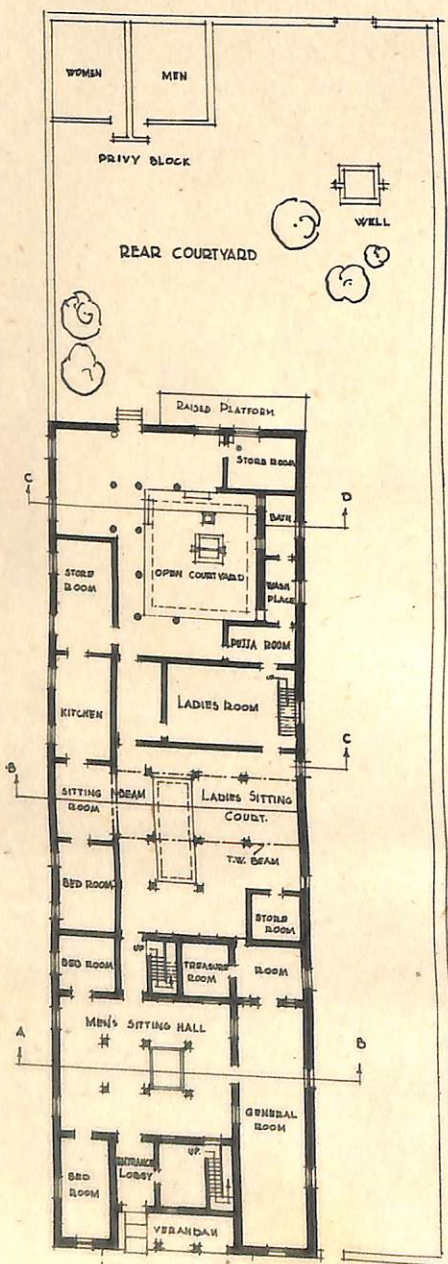 WOMEN
MEN
PRIVY BLOCK
WELL
REAR COURTYARD
RAISED PLATFORM
STORE ROOM
C
D
BATH
STORE
ROOM
OPEN COURTYARD
WASH
PLACE
PUJA ROOM
UP
LADIES ROOM
KITCHEN
C
B
SITTING
ROOM
BEAM
LADIES SITTING
COURT.
T.W. BEAM
BED ROOM
STORE
ROOM
UP
BED ROOM
TREASURE
ROOM
ROOM
MEN'S SITTING HALL
A
B
GENERAL
ROOM
UP.
ENTRANCE
LOBBY
BED
ROOM
VERANDAH